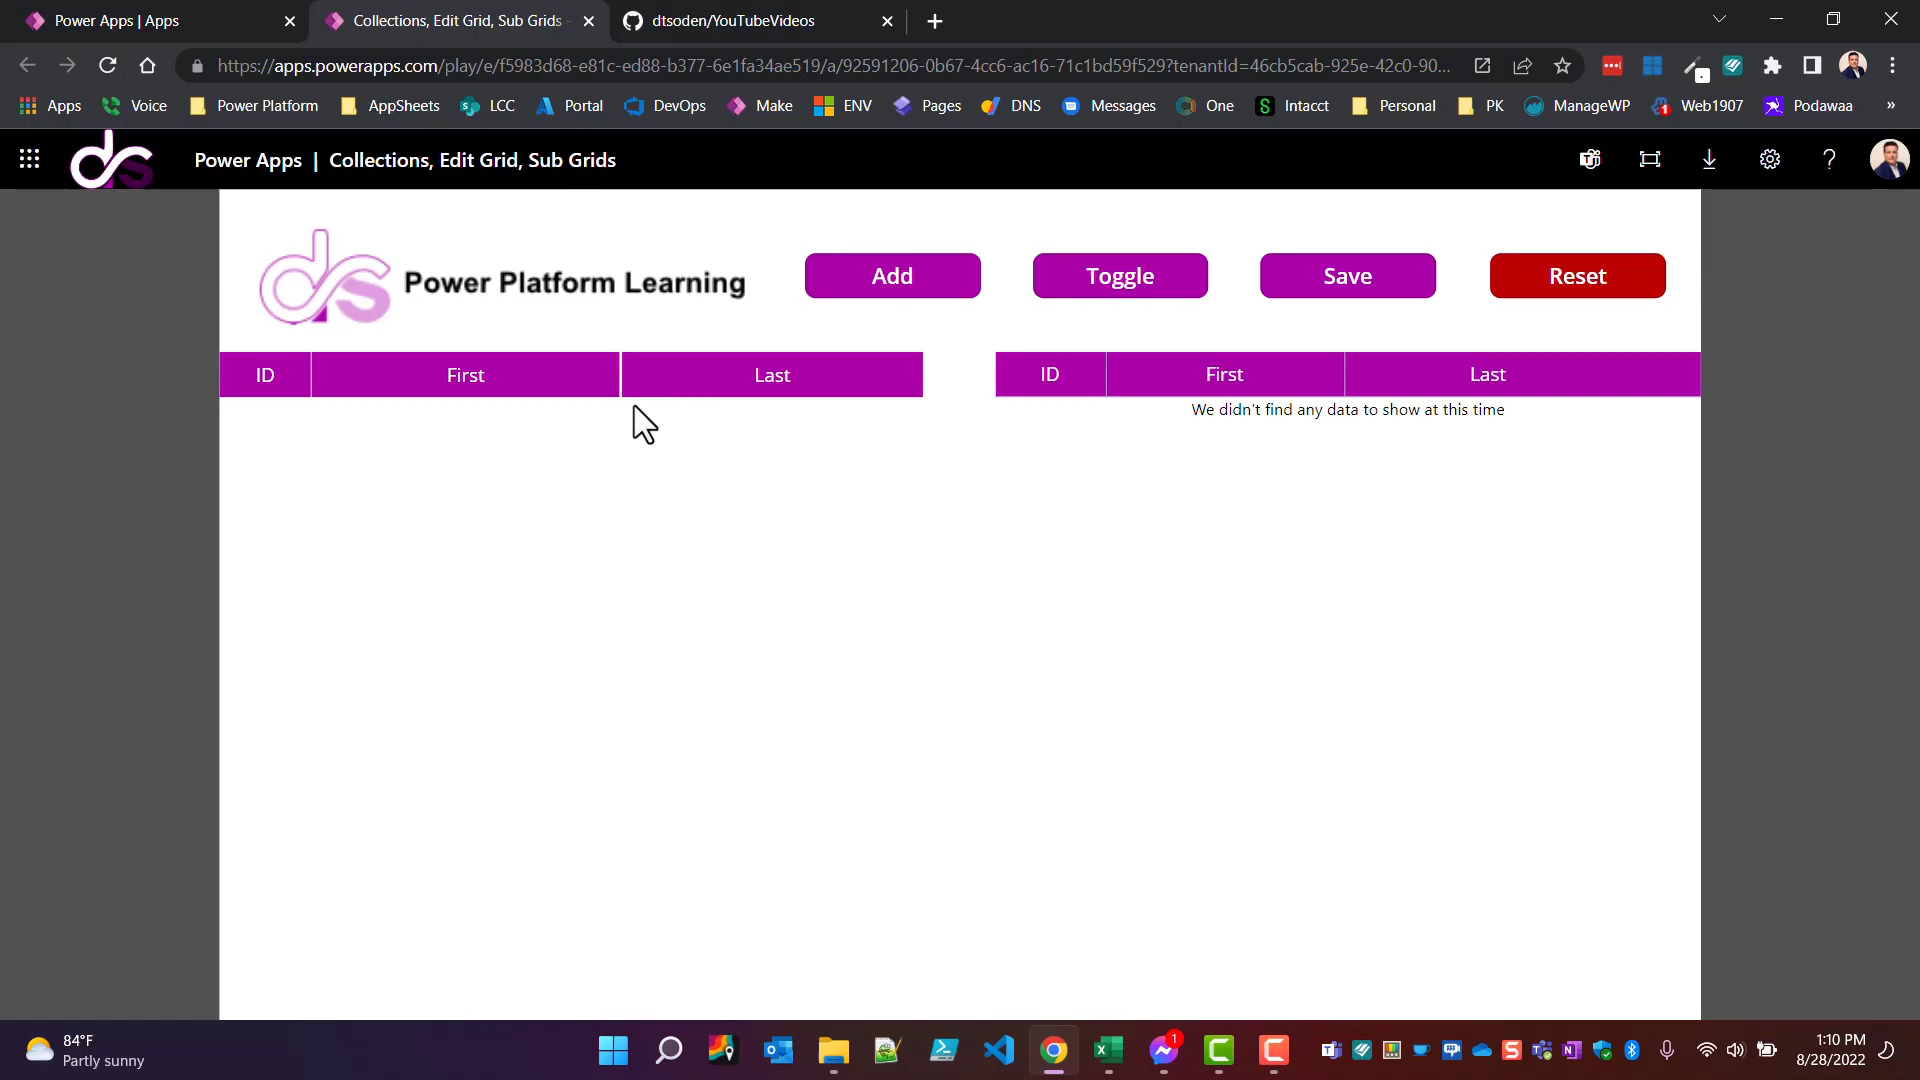 Power Apps | Apps
Collections, Edit Grid, Sub Grids
dtsoden/YouTubeVideos
https://apps.powerapps.com/play/e/f5983d68-e81c-ed88-b377-6e1fa34ae519/a/92591206-0b67-4cc6-ac16-71c1bd59f529?tenantId=46cb5cab-925e-42c0-90...
Apps Voice Power Platform AppSheets LCC Portal DevOps Make ENV Pages DNS Messages One Intacct Personal PK ManageWP Web1907 Podawaa »
ds Power Apps | Collections, Edit Grid, Sub Grids
ds Power Platform Learning
Add Toggle Save Reset
ID First Last
ID First Last
We didn't find any data to show at this time
84°F
Partly sunny
1
1:10 PM
8/28/2022